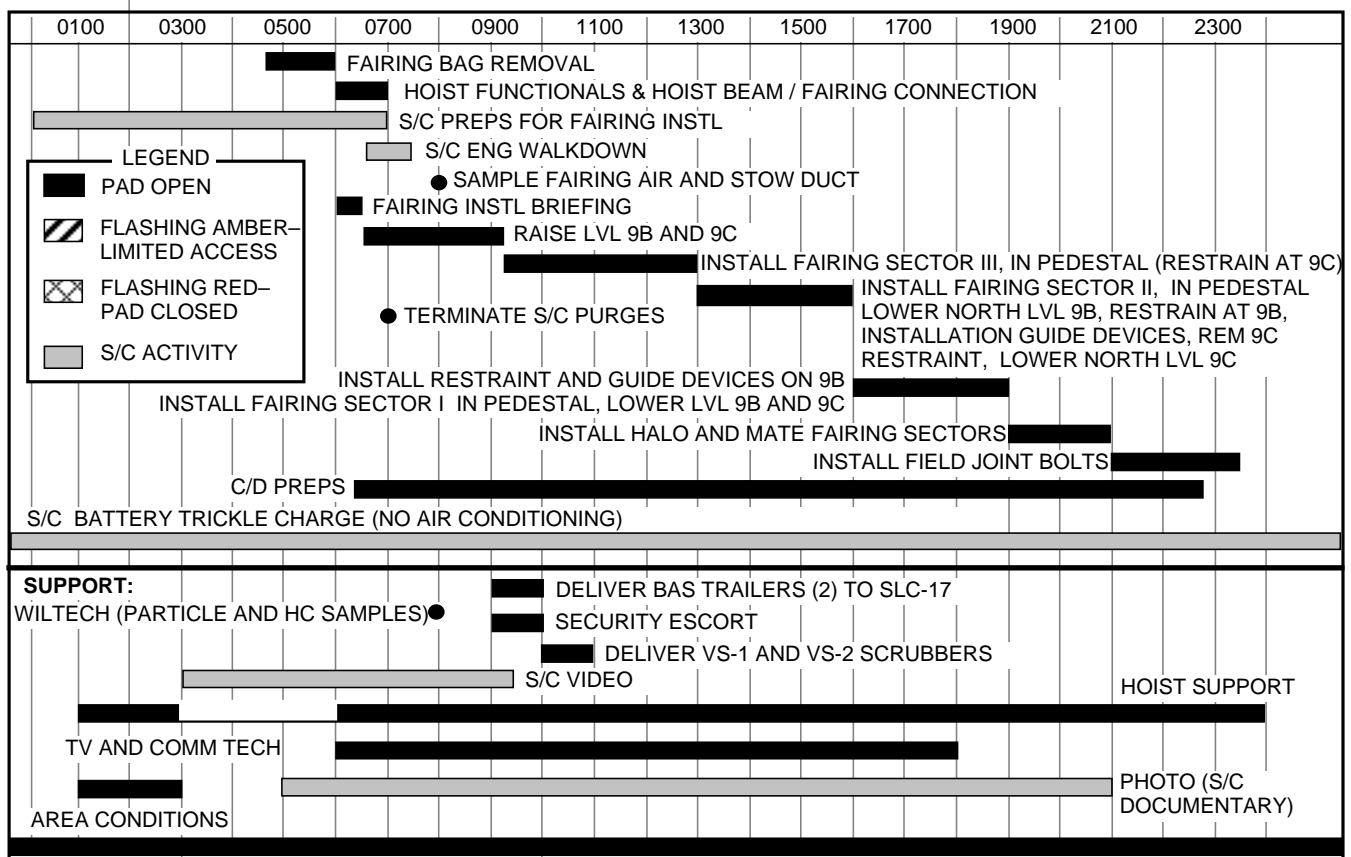 0100 0300 0500 0700 0900 1100 1300 1500 1700 1900 2100 2300
FAIRING BAG REMOVAL
HOIST FUNCTIONALS & HOIST BEAM / FAIRING CONNECTION
S/C PREPS FOR FAIRING INSTL
S/C ENG WALKDOWN
SAMPLE FAIRING AIR AND STOW DUCT
FAIRING INSTL BRIEFING
RAISE LVL 9B AND 9C
INSTALL FAIRING SECTOR III, IN PEDESTAL (RESTRAIN AT 9C)
INSTALL FAIRING SECTOR II, IN PEDESTAL
LOWER NORTH LVL 9B, RESTRAIN AT 9B,
INSTALLATION GUIDE DEVICES, REM 9C
RESTRAINT, LOWER NORTH LVL 9C
TERMINATE S/C PURGES
LEGEND
PAD OPEN
FLASHING AMBER–
LIMITED ACCESS
FLASHING RED–
PAD CLOSED
S/C ACTIVITY
INSTALL RESTRAINT AND GUIDE DEVICES ON 9B
INSTALL FAIRING SECTOR I IN PEDESTAL, LOWER LVL 9B AND 9C
INSTALL HALO AND MATE FAIRING SECTORS
INSTALL FIELD JOINT BOLTS
C/D PREPS
S/C BATTERY TRICKLE CHARGE (NO AIR CONDITIONING)
SUPPORT:
DELIVER BAS TRAILERS (2) TO SLC-17
WILTECH (PARTICLE AND HC SAMPLES)
SECURITY ESCORT
DELIVER VS-1 AND VS-2 SCRUBBERS
S/C VIDEO
HOIST SUPPORT
TV AND COMM TECH
PHOTO (S/C
DOCUMENTARY)
AREA CONDITIONS